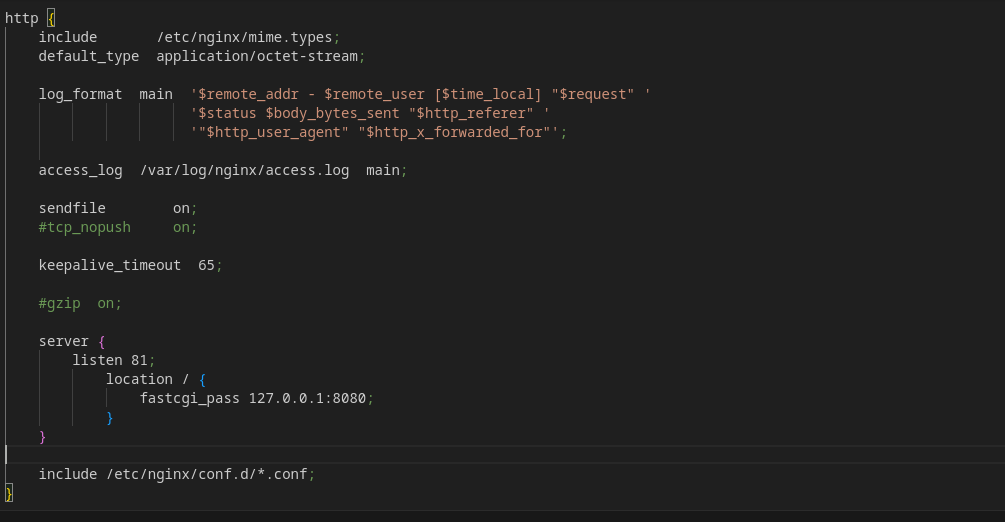 http {
    include       /etc/nginx/mime.types;
    default_type  application/octet-stream;
    log_format  main  '$remote_addr - $remote_user [$time_local] "$request" '
                      '$status $body_bytes_sent "$http_referer" '
                      '"$http_user_agent" "$http_x_forwarded_for"';
    access_log  /var/log/nginx/access.log  main;
    sendfile        on;
    #tcp_nopush     on;
    keepalive_timeout  65;
    #gzip  on;
    server {
        listen 81;
            location / {
                fastcgi_pass 127.0.0.1:8080;
            }
    }
    include /etc/nginx/conf.d/*.conf;
}